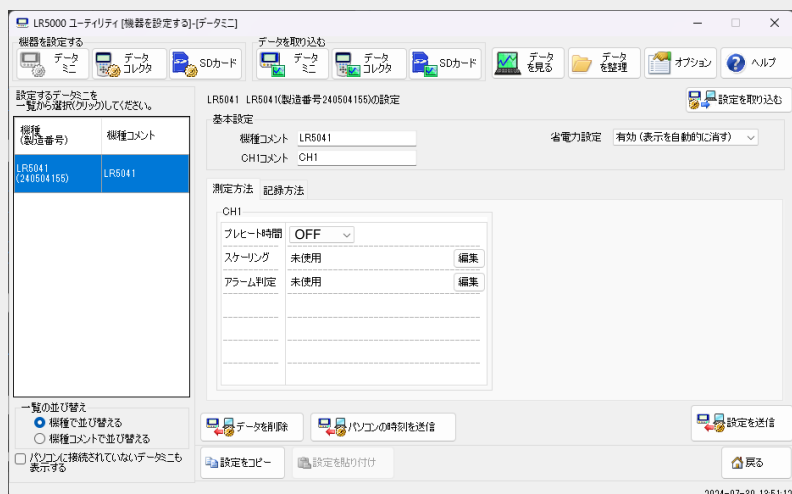 LR5000 ユーティリティ [機器を設定する]-[データミニ]
機器を設定する
データを取り込む
データ
ミニ
データ
コレクタ
SDカード
データ
ミニ
データ
コレクタ
SDカード
データ
を見る
データ
を整理
オプション
ヘルプ
設定するデータミニを
一覧から選択(クリック)してください。
機種
(製造番号)
機種コメント
LR5041
(240504155)
LR5041
一覧の並び替え
機種で並び替える
機種コメントで並び替える
パソコンに接続されていないデータミニも
表示する
LR5041 LR5041(製造番号240504155)の設定
設定を取り込む
基本設定
機種コメント
LR5041
省電力設定
有効 (表示を自動的に消す)
CH1コメント
CH1
測定方法
記録方法
CH1
プレヒート時間
OFF
スケーリング
未使用
編集
アラーム判定
未使用
編集
データを削除
パソコンの時刻を送信
設定を送信
設定をコピー
設定を貼り付け
戻る
2024-07-30 13:51:12